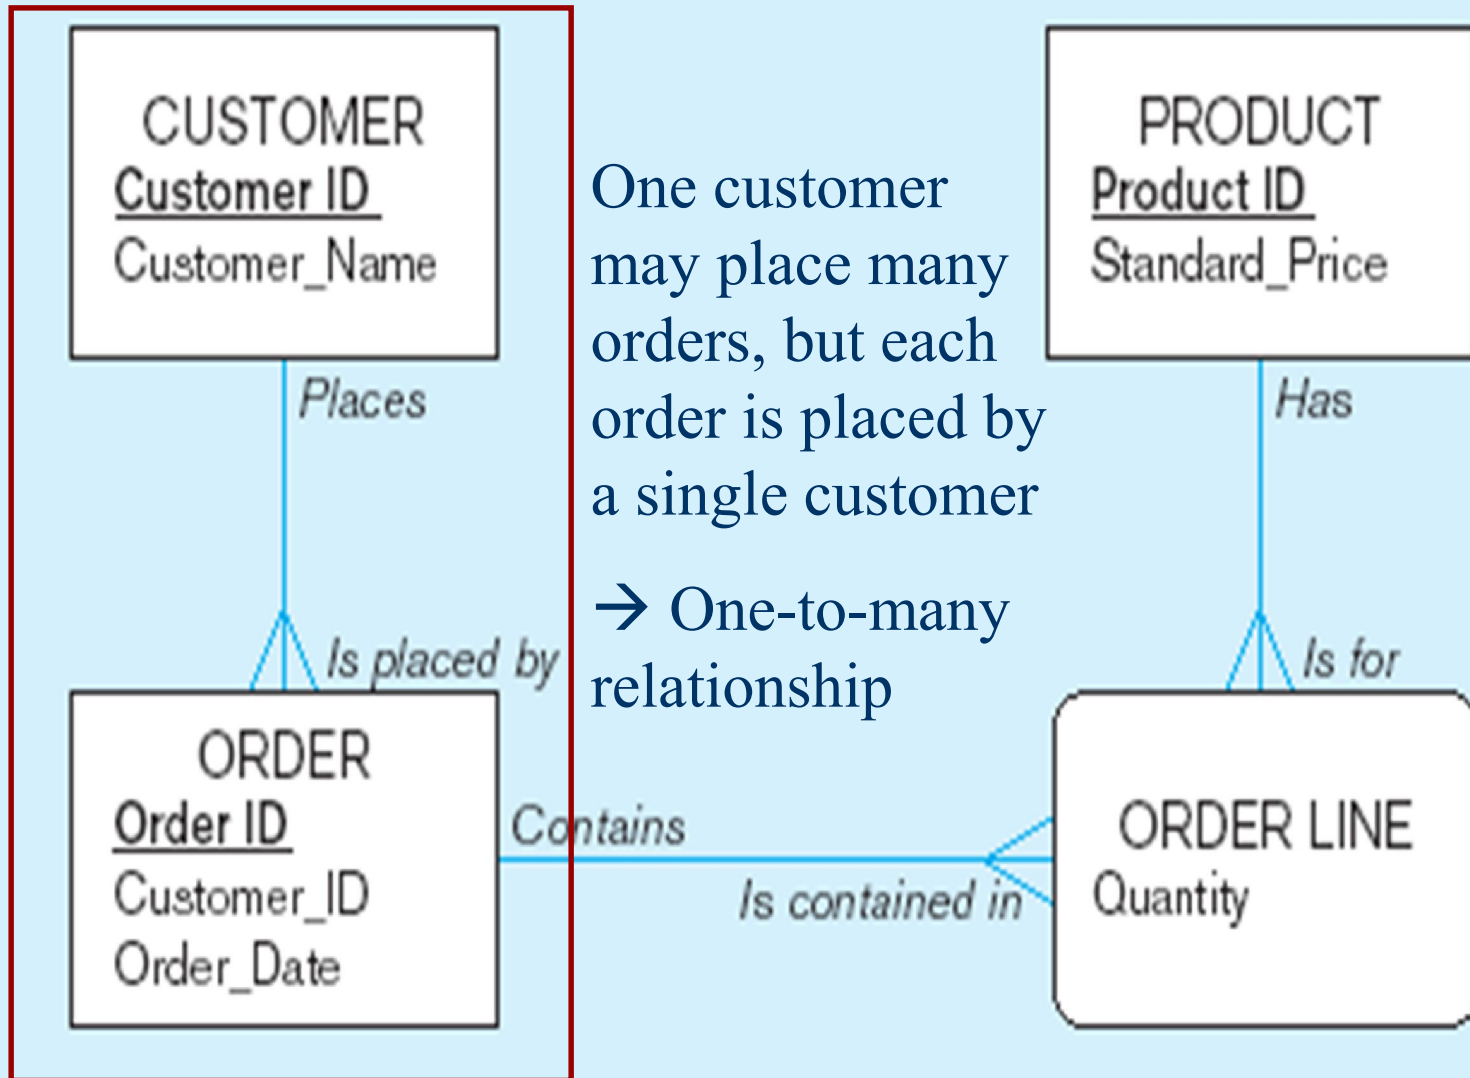 CUSTOMER
Customer ID
Customer_Name
Places
Is placed by
ORDER
Order ID
Customer_ID
Order_Date
One customer
may place many
orders, but each
order is placed by
a single customer
→ One-to-many
relationship
Contains
Is contained in
PRODUCT
Product ID
Standard_Price
Has
Is for
ORDER LINE
Quantity